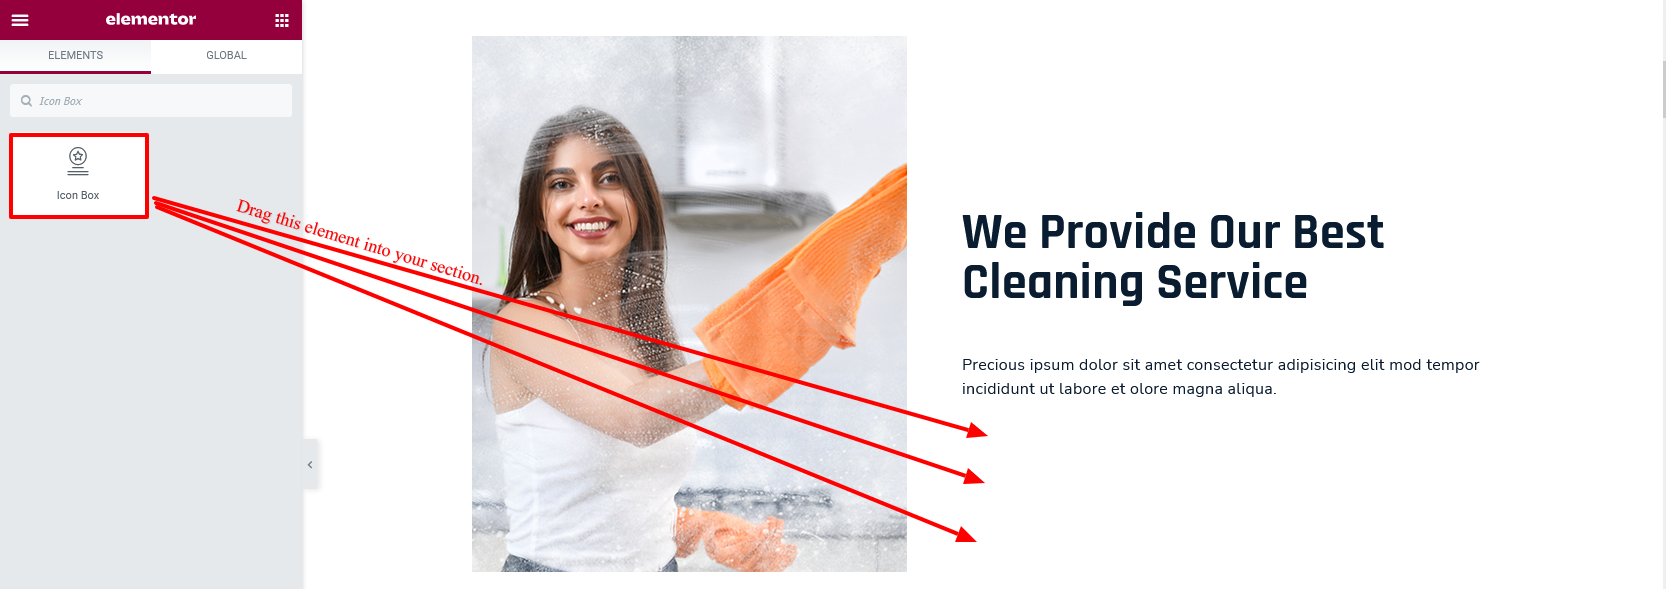 elementor
ELEMENTS
GLOBAL
Icon Box
Icon Box
Drag this element into your section.
We Provide Our Best
Cleaning Service
Precious ipsum dolor sit amet consectetur adipisicing elit mod tempor
incididunt ut labore et olore magna aliqua.